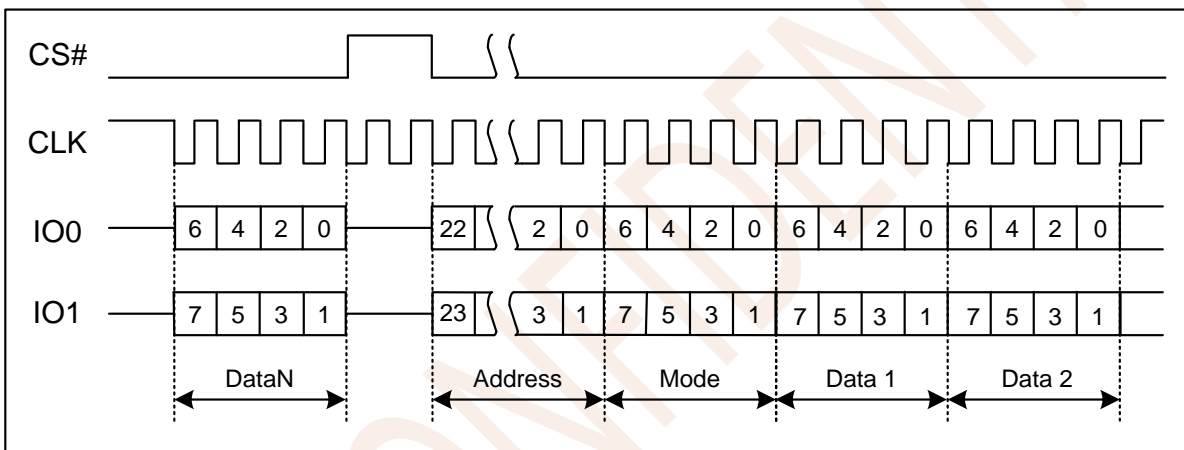 CS#
CLK
IO0 6 4 2 0 22 2 0 6 4 2 0 6 4 2 0 6 4 2 0
IO1 7 5 3 1 23 3 1 7 5 3 1 7 5 3 1 7 5 3 1
DataN Address Mode Data 1 Data 2